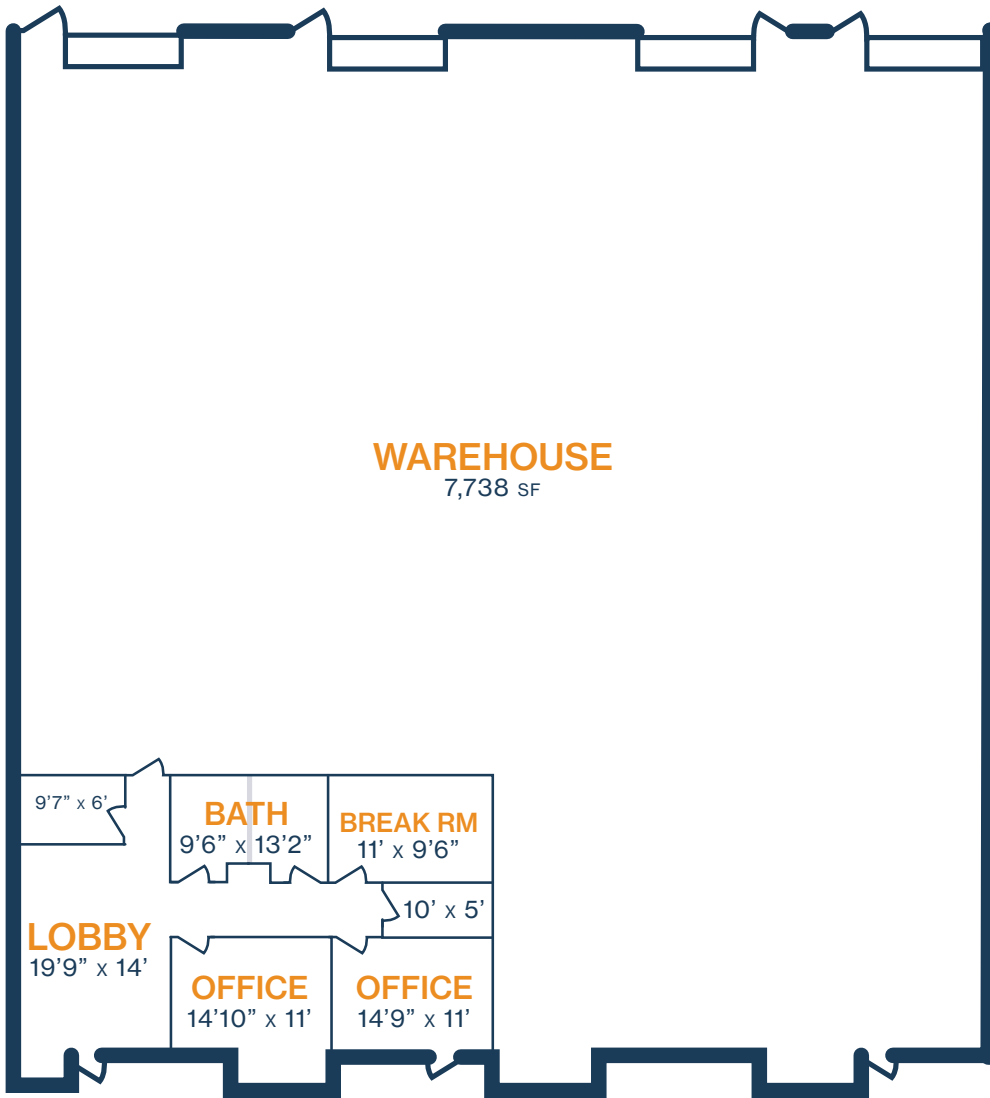 WAREHOUSE
7,738 SF
9'7” x 6'
BATH
9'6” x 13'2”
BREAK RM
11’ x 9’6”
10’ x 5’
LOBBY
19'9” x 14’
OFFICE
14'10” x 11’
OFFICE
14'9” x 11’